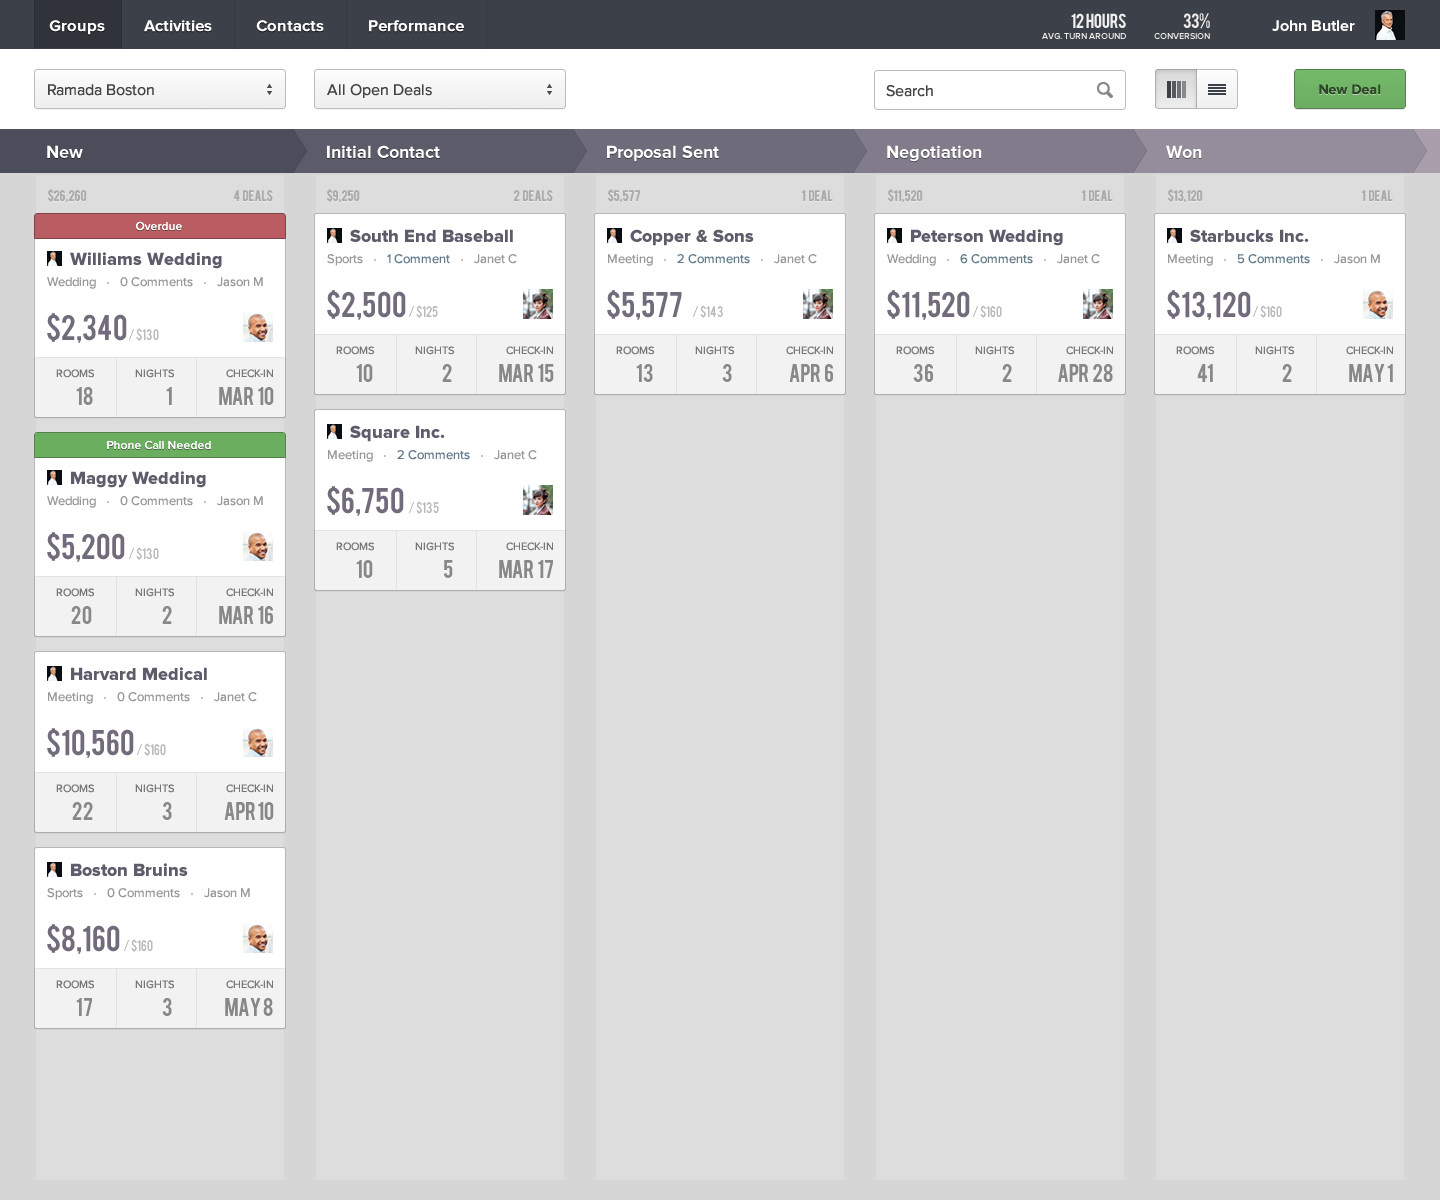 Groups Activities Contacts Performance 12 HOURS 33% John Butler
AVG. TURN AROUND CONVERSION
Ramada Boston All Open Deals Search New Deal
New Initial Contact Proposal Sent Negotiation Won
$26,260 4 DEALS
Overdue
Williams Wedding
Wedding · 0 Comments · Jason M
$2,340 / $130
ROOMS NIGHTS CHECK-IN
18 1 MAR 10
Phone Call Needed
Maggy Wedding
Wedding · 0 Comments · Jason M
$5,200 / $130
ROOMS NIGHTS CHECK-IN
20 2 MAR 16
Harvard Medical
Meeting · 0 Comments · Janet C
$10,560 / $160
ROOMS NIGHTS CHECK-IN
22 3 APR 10
Boston Bruins
Sports · 0 Comments · Jason M
$8,160 / $160
ROOMS NIGHTS CHECK-IN
17 3 MAY 8
$9,250 2 DEALS
South End Baseball
Sports · 1 Comment · Janet C
$2,500 / $125
ROOMS NIGHTS CHECK-IN
10 2 MAR 15
Square Inc.
Meeting · 2 Comments · Janet C
$6,750 / $135
ROOMS NIGHTS CHECK-IN
10 5 MAR 17
$5,577 1 DEAL
Copper & Sons
Meeting · 2 Comments · Janet C
$5,577 / $143
ROOMS NIGHTS CHECK-IN
13 3 APR 6
$11,520 1 DEAL
Peterson Wedding
Wedding · 6 Comments · Janet C
$11,520 / $160
ROOMS NIGHTS CHECK-IN
36 2 APR 28
$13,120 1 DEAL
Starbucks Inc.
Meeting · 5 Comments · Jason M
$13,120 / $160
ROOMS NIGHTS CHECK-IN
41 2 MAY 1